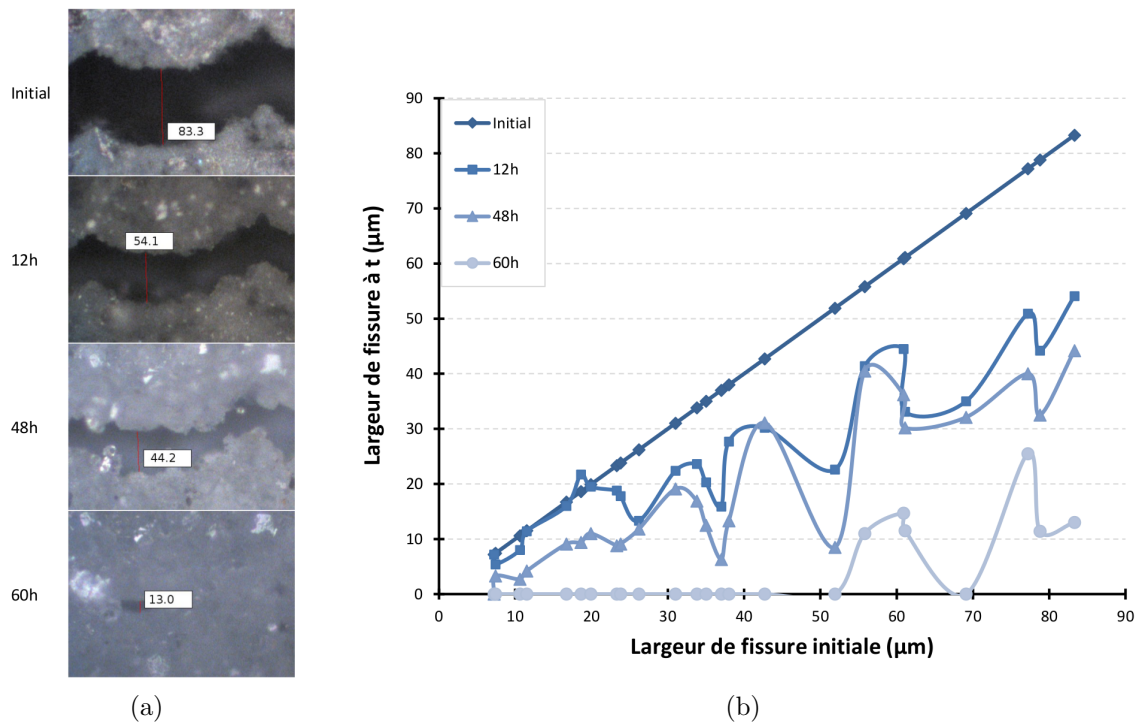 Initial
83.3
12h
54.1
48h
44.2
60h
13.0
(a)
Largeur de fissure à t (µm)
90
80
70
60
50
40
30
20
10
0
Initial
12h
48h
60h
0 10 20 30 40 50 60 70 80 90
Largeur de fissure initiale (µm)
(b)